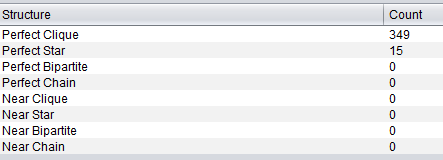 Structure Count
Perfect Clique 349
Perfect Star 15
Perfect Bipartite 0
Perfect Chain 0
Near Clique 0
Near Star 0
Near Bipartite 0
Near Chain 0